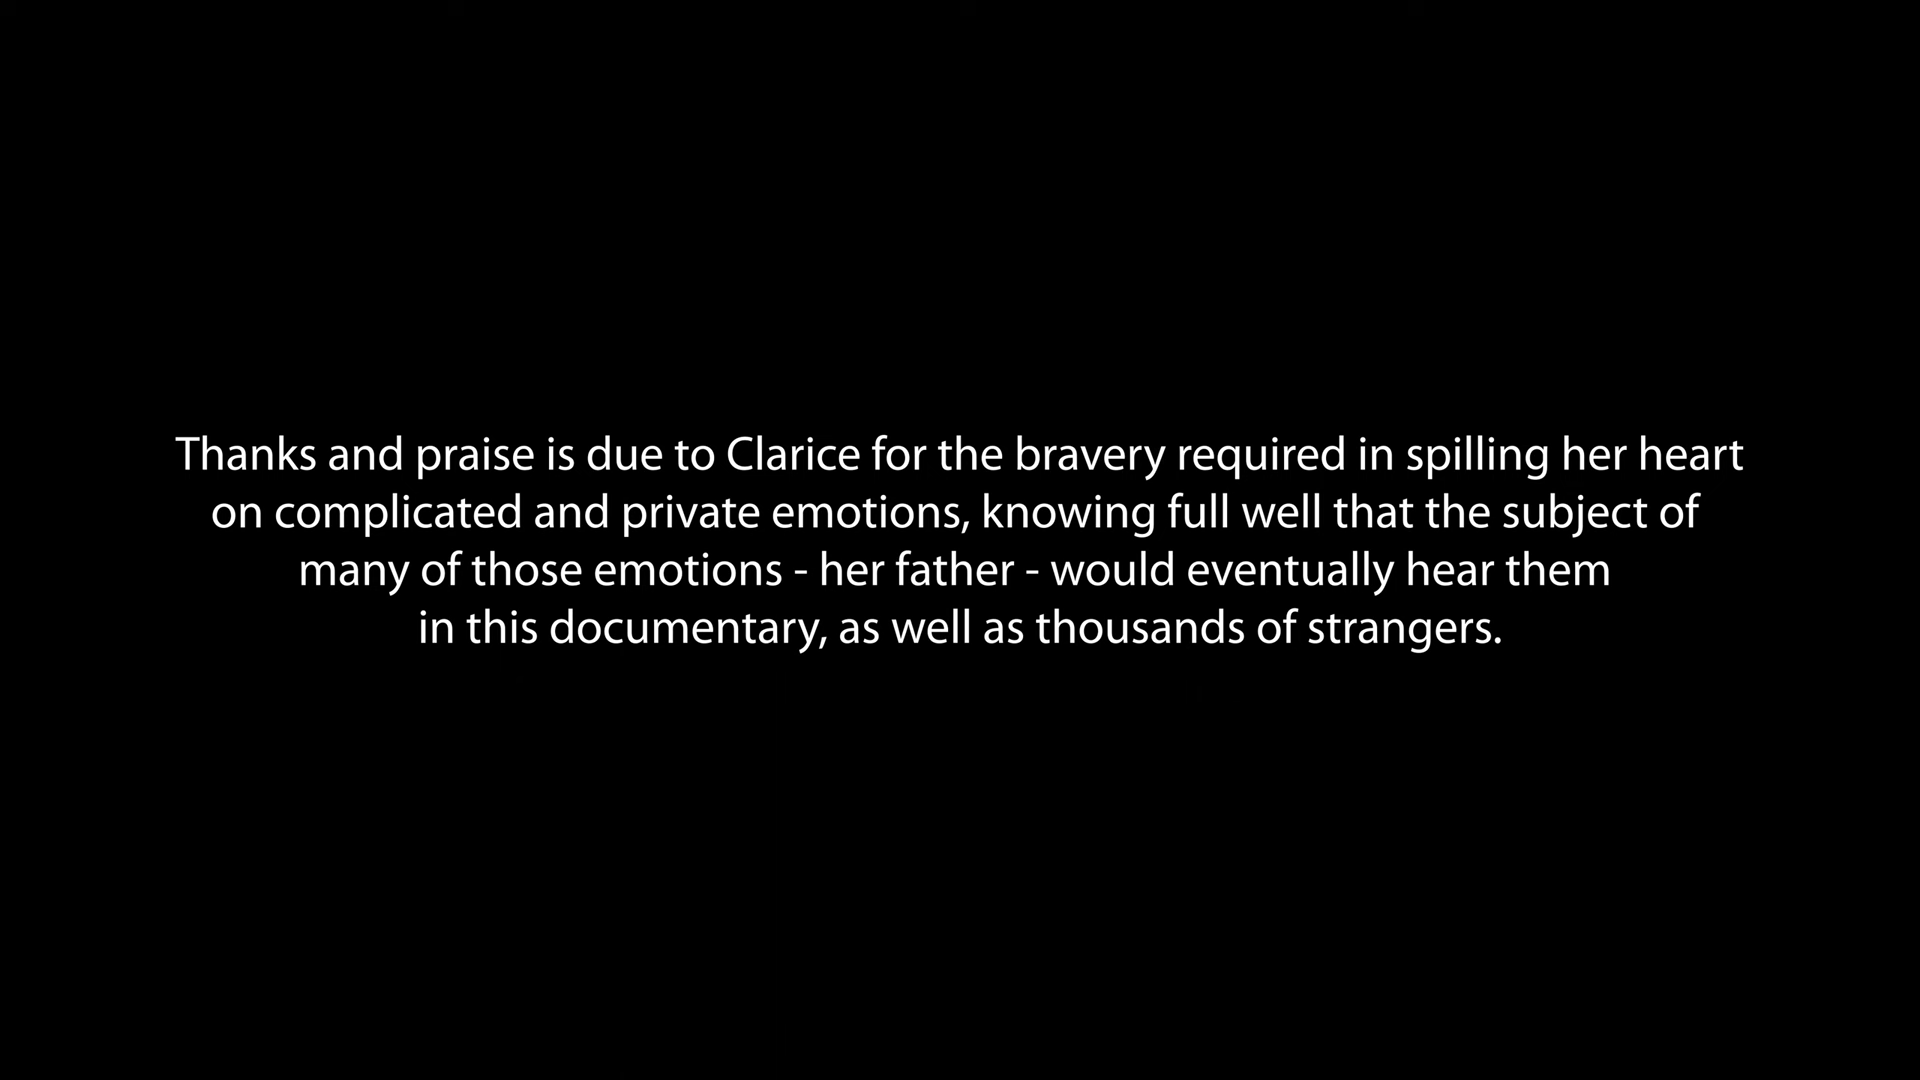 Thanks and praise is due to Clarice for the bravery required in spilling her heart
on complicated and private emotions, knowing full well that the subject of
many of those emotions - her father - would eventually hear them
in this documentary, as well as thousands of strangers.